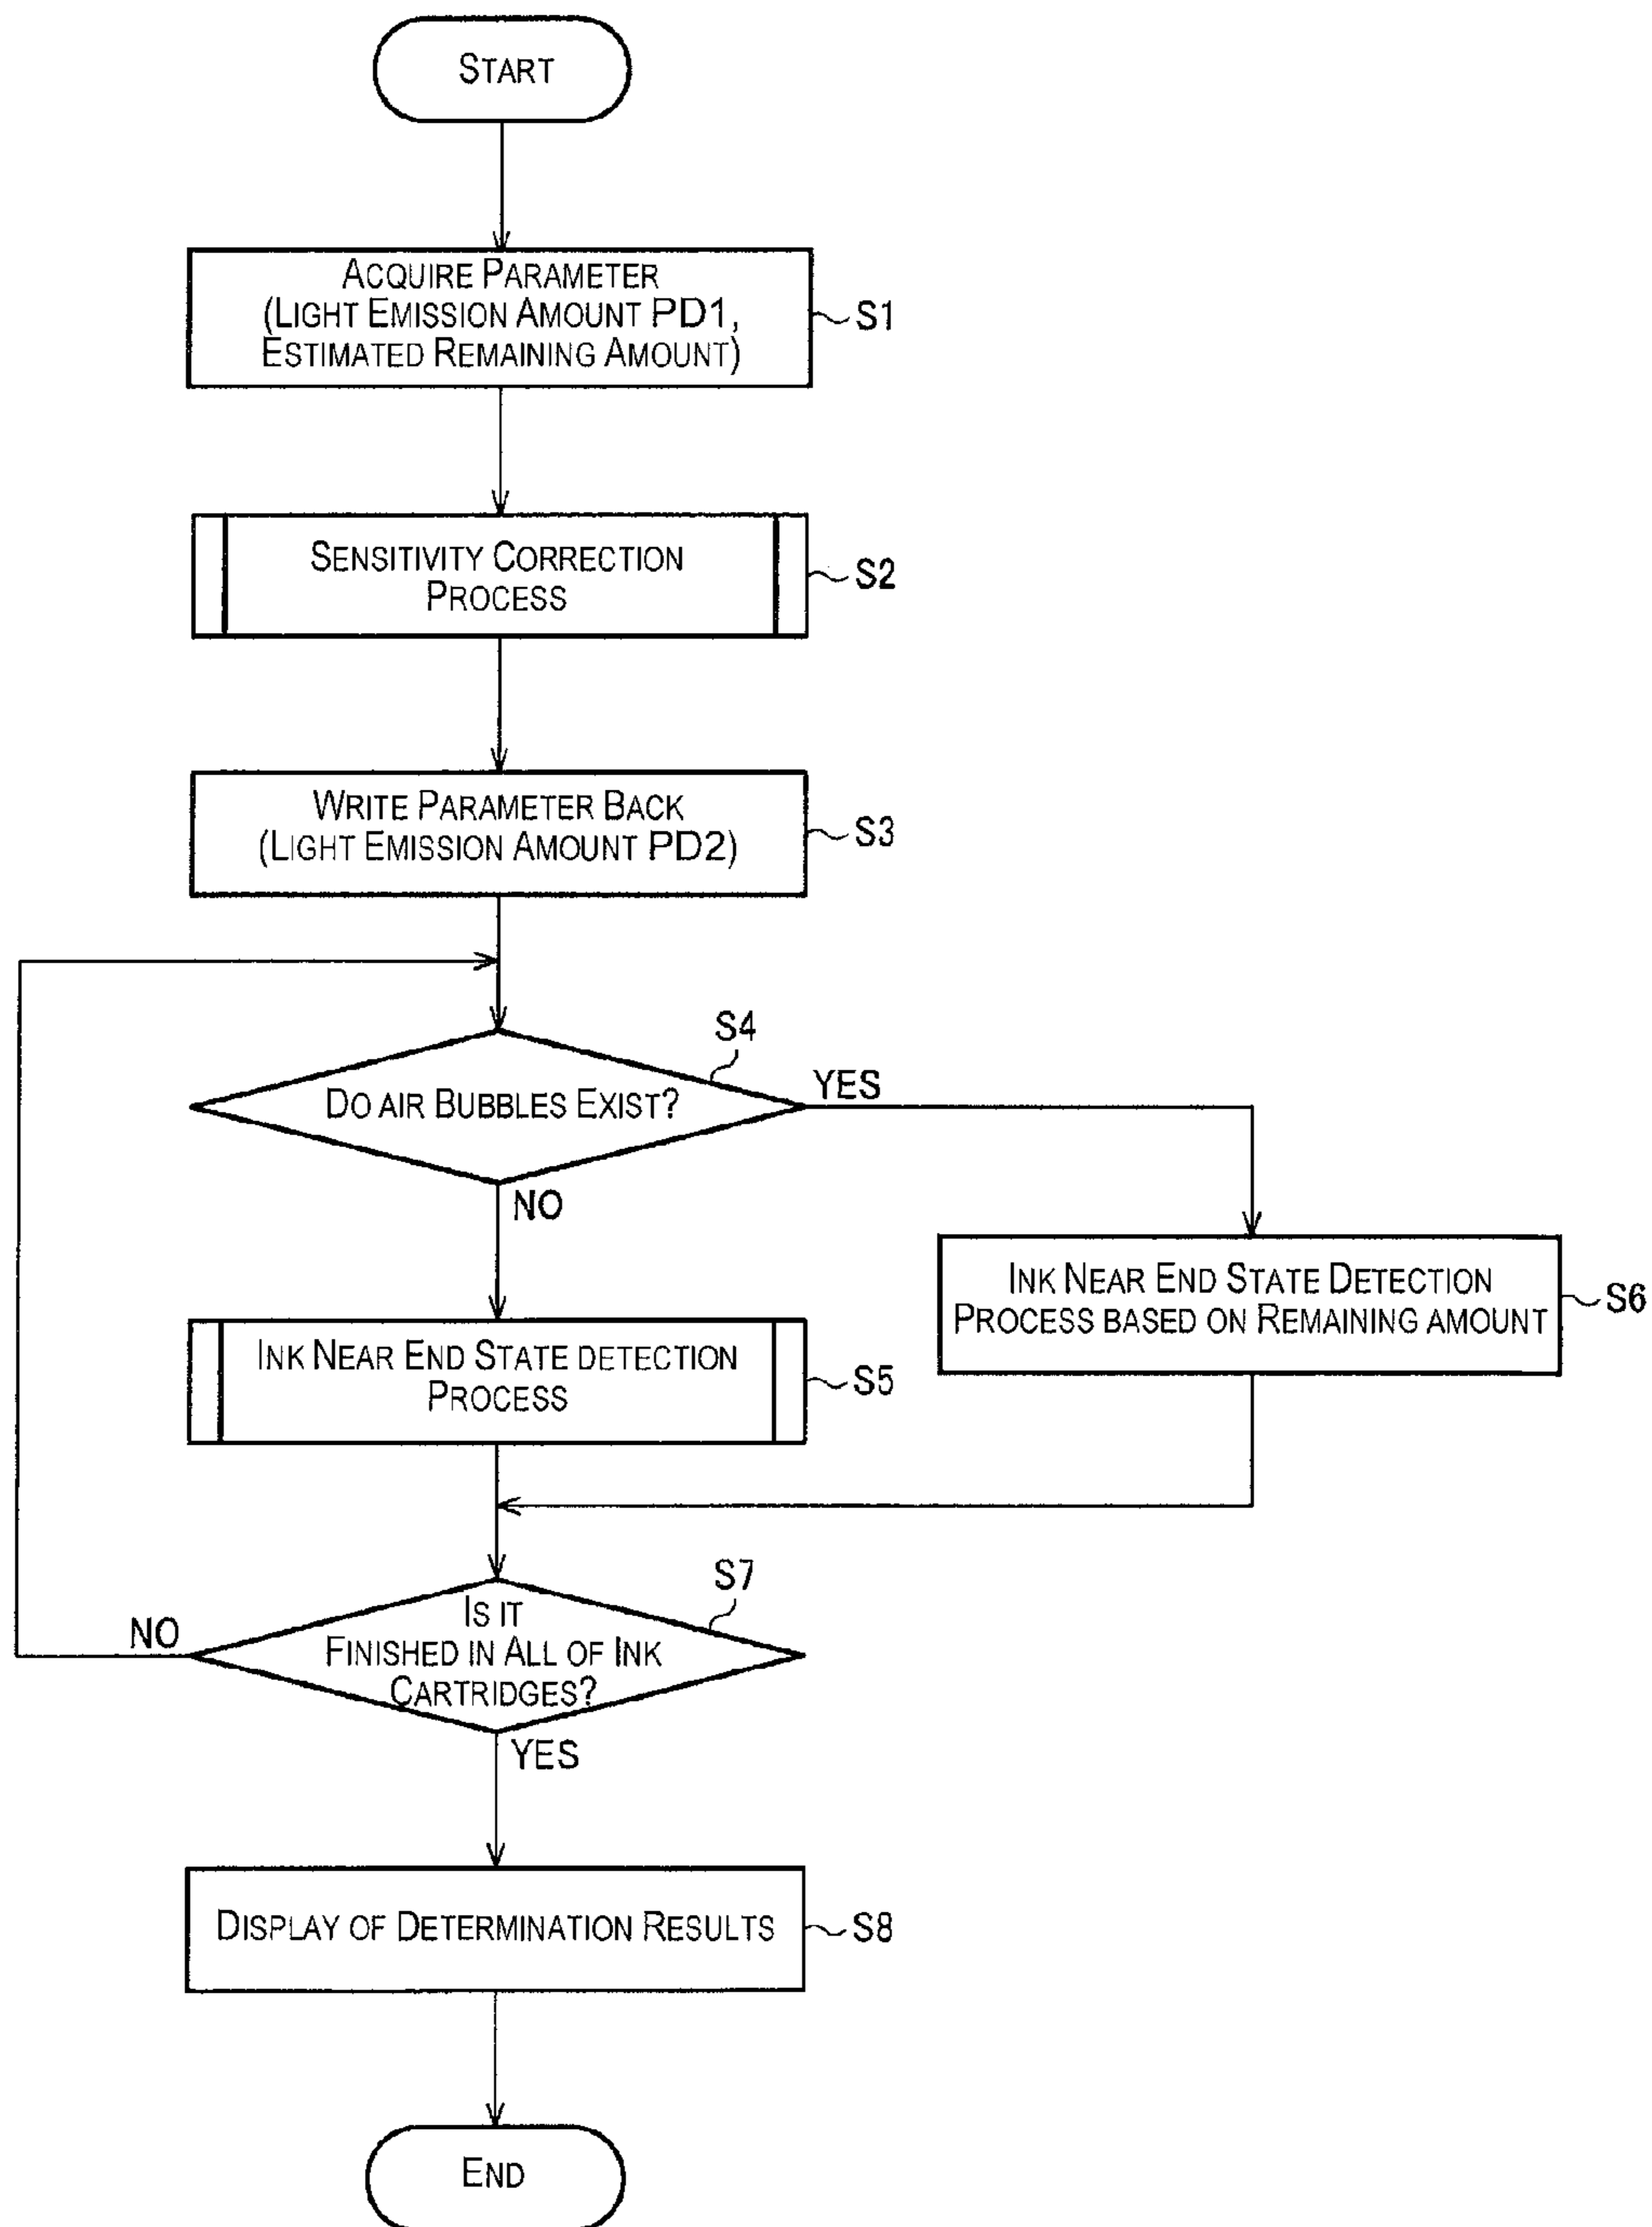 START
ACQUIRE PARAMETER
(LIGHT EMISSION AMOUNT PD1,
ESTIMATED REMAINING AMOUNT)
S1
SENSITIVITY CORRECTION
PROCESS
S2
WRITE PARAMETER BACK
(LIGHT EMISSION AMOUNT PD2)
S3
S4
DO AIR BUBBLES EXIST?
YES
NO
INK NEAR END STATE DETECTION
PROCESS BASED ON REMAINING AMOUNT
S6
INK NEAR END STATE DETECTION
PROCESS
S5
S7
IS IT
FINISHED IN ALL OF INK
CARTRIDGES?
NO
YES
DISPLAY OF DETERMINATION RESULTS
S8
END